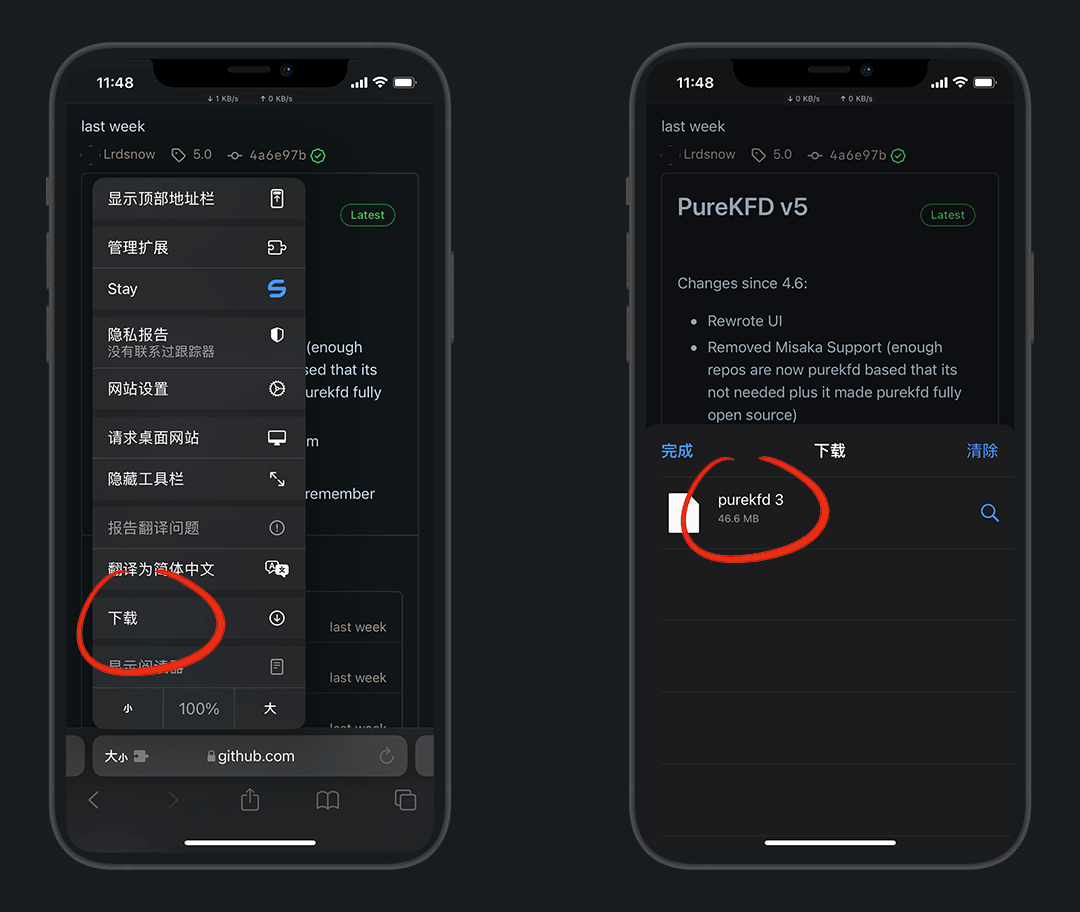 11:48
↓ 1 KB/s ↑ 0 KB/s
last week
Lrdsnow 5.0 4a6e97b
显示顶部地址栏
Latest
管理扩展
Stay
隐私报告
没有联系过跟踪器
(enough
sed that its
网站设置
urekfd fully
请求桌面网站
m
隐藏工具栏
remember
报告翻译问题
翻译为简体中文
下载
last week
显示阅读器
last week
小 100% 大
last week
大小 github.com
11:48
↓ 0 KB/s ↑ 0 KB/s
last week
Lrdsnow 5.0 4a6e97b
PureKFD v5
Latest
Changes since 4.6:
• Rewrote UI
• Removed Misaka Support (enough
repos are now purekfd based that its
not needed plus it made purekfd fully
open source)
完成 下载 清除
purekfd 3
46.6 MB